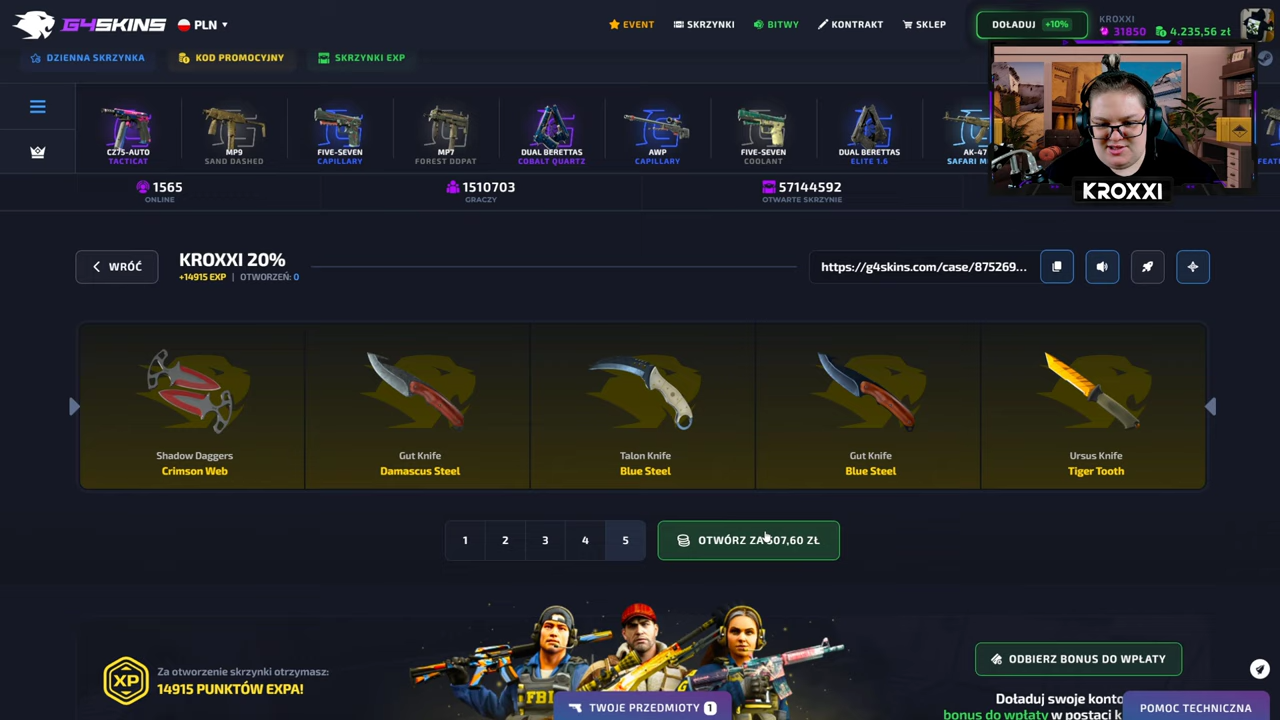 G4SKINS
PLN
EVENT
SKRZYNKI
BITWY
KONTRAKT
SKLEP
DOŁADUJ +10%
KROXXI
31850
4.235,56 zł
DZIENNA SKRZYNKA
KOD PROMOCYJNY
SKRZYNKI EXP
CZ75-AUTO
TACTICAT
MP9
SAND DASHED
FIVE-SEVEN
CAPILLARY
MP7
FOREST DDPAT
DUAL BERETTAS
COBALT QUARTZ
AWP
CAPILLARY
FIVE-SEVEN
COOLANT
DUAL BERETTAS
ELITE 1.6
AK-47
SAFARI M
KROXXI
1565
ONLINE
1510703
GRACZY
57144592
OTWARTE SKRZYNIE
WRÓĆ
KROXXI 20%
+14915 EXP | OTWORZEŃ: 0
https://g4skins.com/case/875269...
Shadow Daggers
Crimson Web
Gut Knife
Damascus Steel
Talon Knife
Blue Steel
Gut Knife
Blue Steel
Ursus Knife
Tiger Tooth
1
2
3
4
5
OTWÓRZ ZA 07,60 ZŁ
XP
Za otworzenie skrzynki otrzymasz:
14915 PUNKTÓW EXPA!
FBI
TWOJE PRZEDMIOTY 1
ODBIERZ BONUS DO WPŁATY
Doładuj swoje konto
bonus do wpłaty w postaci k
POMOC TECHNICZNA